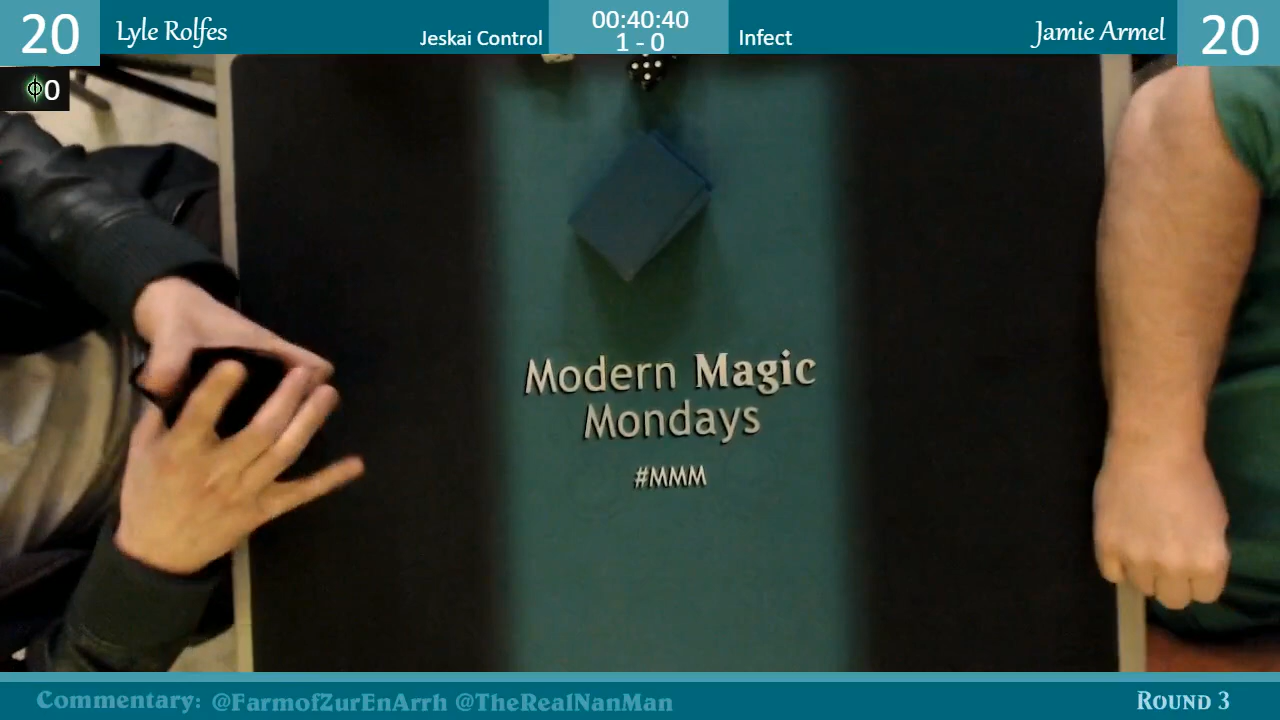 20
Lyle Rolfes
Jeskai Control
00:40:40
1 - 0
Infect
Jamie Armel
20
0
Modern Magic
Mondays
#MMM
Commentary: @FarmofZurEnArrh @TheRealNanMan
Round 3